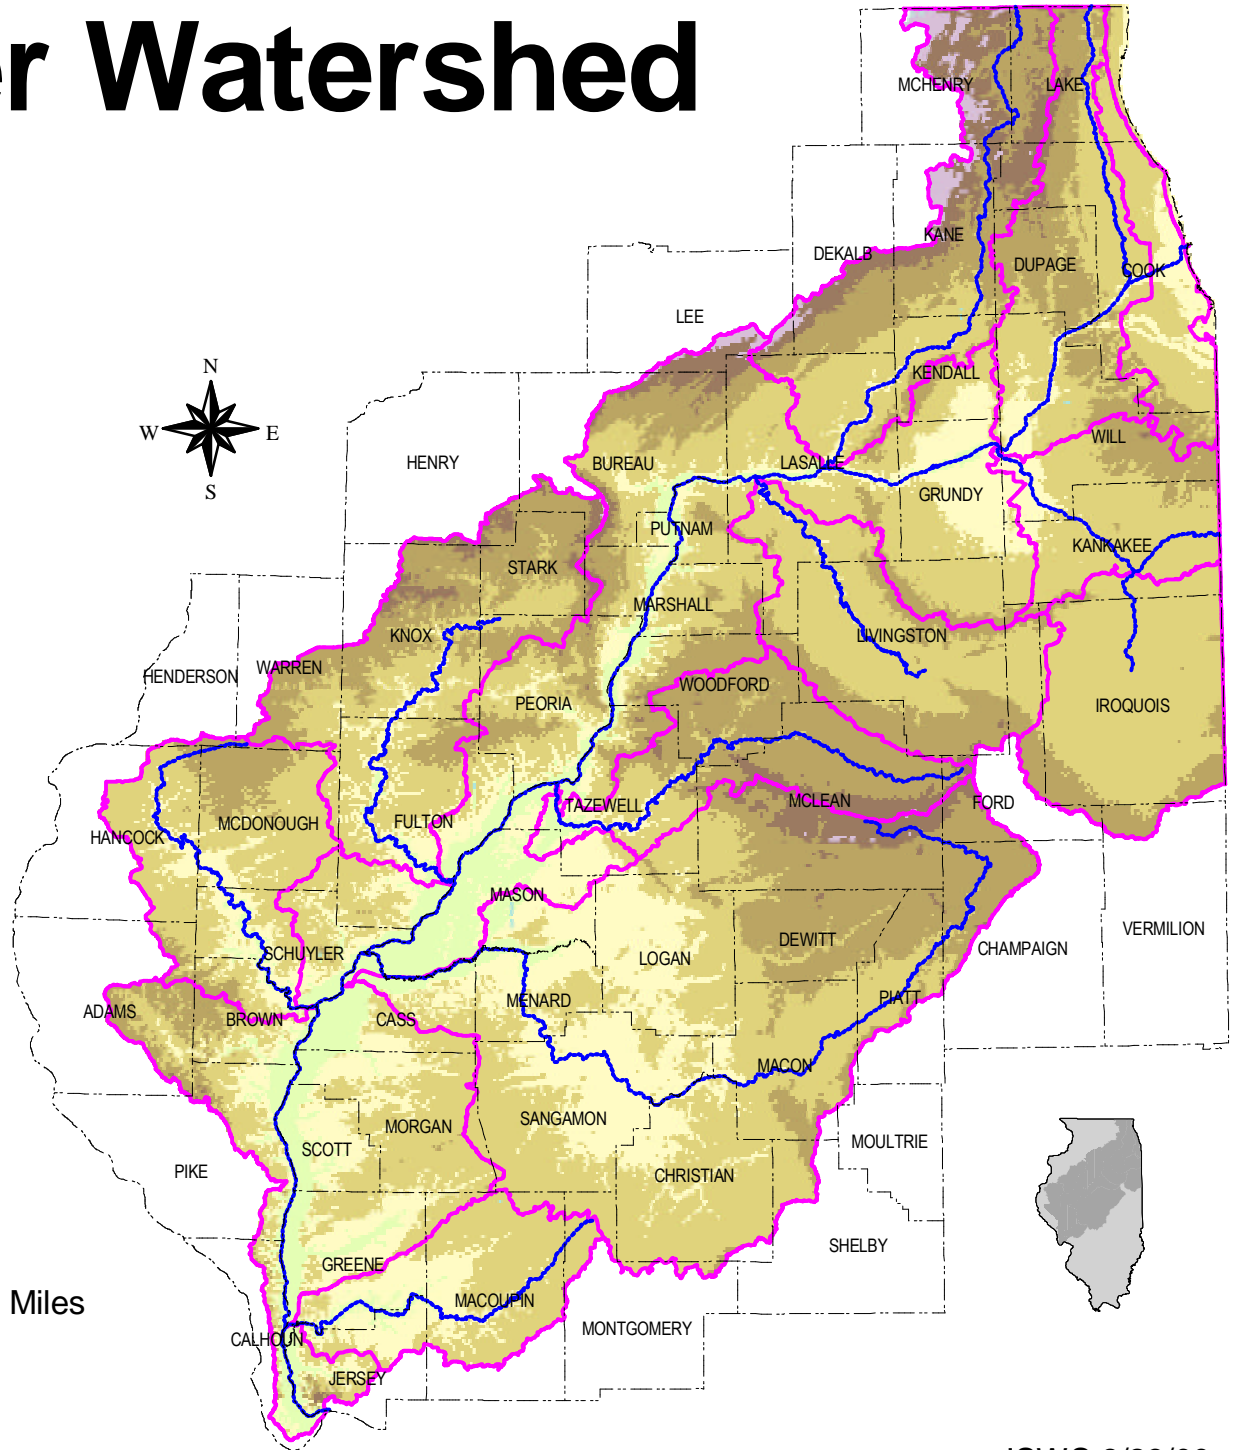 er Watershed
MCHENRY
LAKE
KANE
DEKALB
DUPAGE
COOK
LEE
N
W
E
S
KENDALL
WILL
HENRY
BUREAU
LASALLE
GRUNDY
PUTNAM
KANKAKEE
STARK
MARSHALL
KNOX
LIVINGSTON
HENDERSON
WARREN
WOODFORD
PEORIA
IROQUOIS
TAZEWELL
MCLEAN
FORD
FULTON
MCDONOUGH
HANCOCK
MASON
VERMILION
DEWITT
CHAMPAIGN
SCHUYLER
LOGAN
PIATT
MENARD
ADAMS
BROWN
CASS
MACON
SANGAMON
MORGAN
MOULTRIE
SCOTT
PIKE
CHRISTIAN
SHELBY
GREENE
Miles
MACOUPIN
MONTGOMERY
CALHOUN
JERSEY